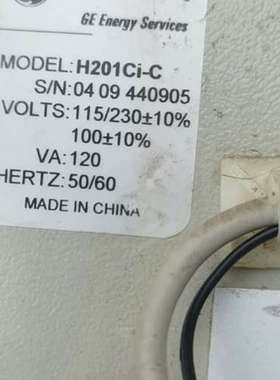 GE Energy Services
MODEL: H201Ci-C
S/N: 04 09 440905
VOLTS: 115/230±10%
100±10%
VA: 120
HERTZ: 50/60
MADE IN CHINA